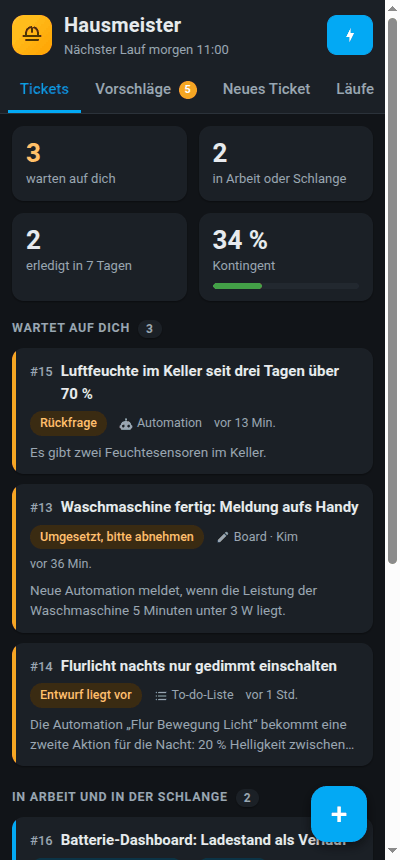 Hausmeister
Nächster Lauf morgen 11:00
Tickets Vorschläge 5 Neues Ticket Läufe
3
warten auf dich
2
in Arbeit oder Schlange
2
erledigt in 7 Tagen
34 %
Kontingent
WARTET AUF DICH 3
#15 Luftfeuchte im Keller seit drei Tagen über
70 %
Rückfrage Automation vor 13 Min.
Es gibt zwei Feuchtesensoren im Keller.
#13 Waschmaschine fertig: Meldung aufs Handy
Umgesetzt, bitte abnehmen Board · Kim
vor 36 Min.
Neue Automation meldet, wenn die Leistung der
Waschmaschine 5 Minuten unter 3 W liegt.
#14 Flurlicht nachts nur gedimmt einschalten
Entwurf liegt vor To-do-Liste vor 1 Std.
Die Automation „Flur Bewegung Licht“ bekommt eine
zweite Aktion für die Nacht: 20 % Helligkeit zwischen…
IN ARBEIT UND IN DER SCHLANGE 2
+
#16 Batterie-Dashboard: Ladestand als